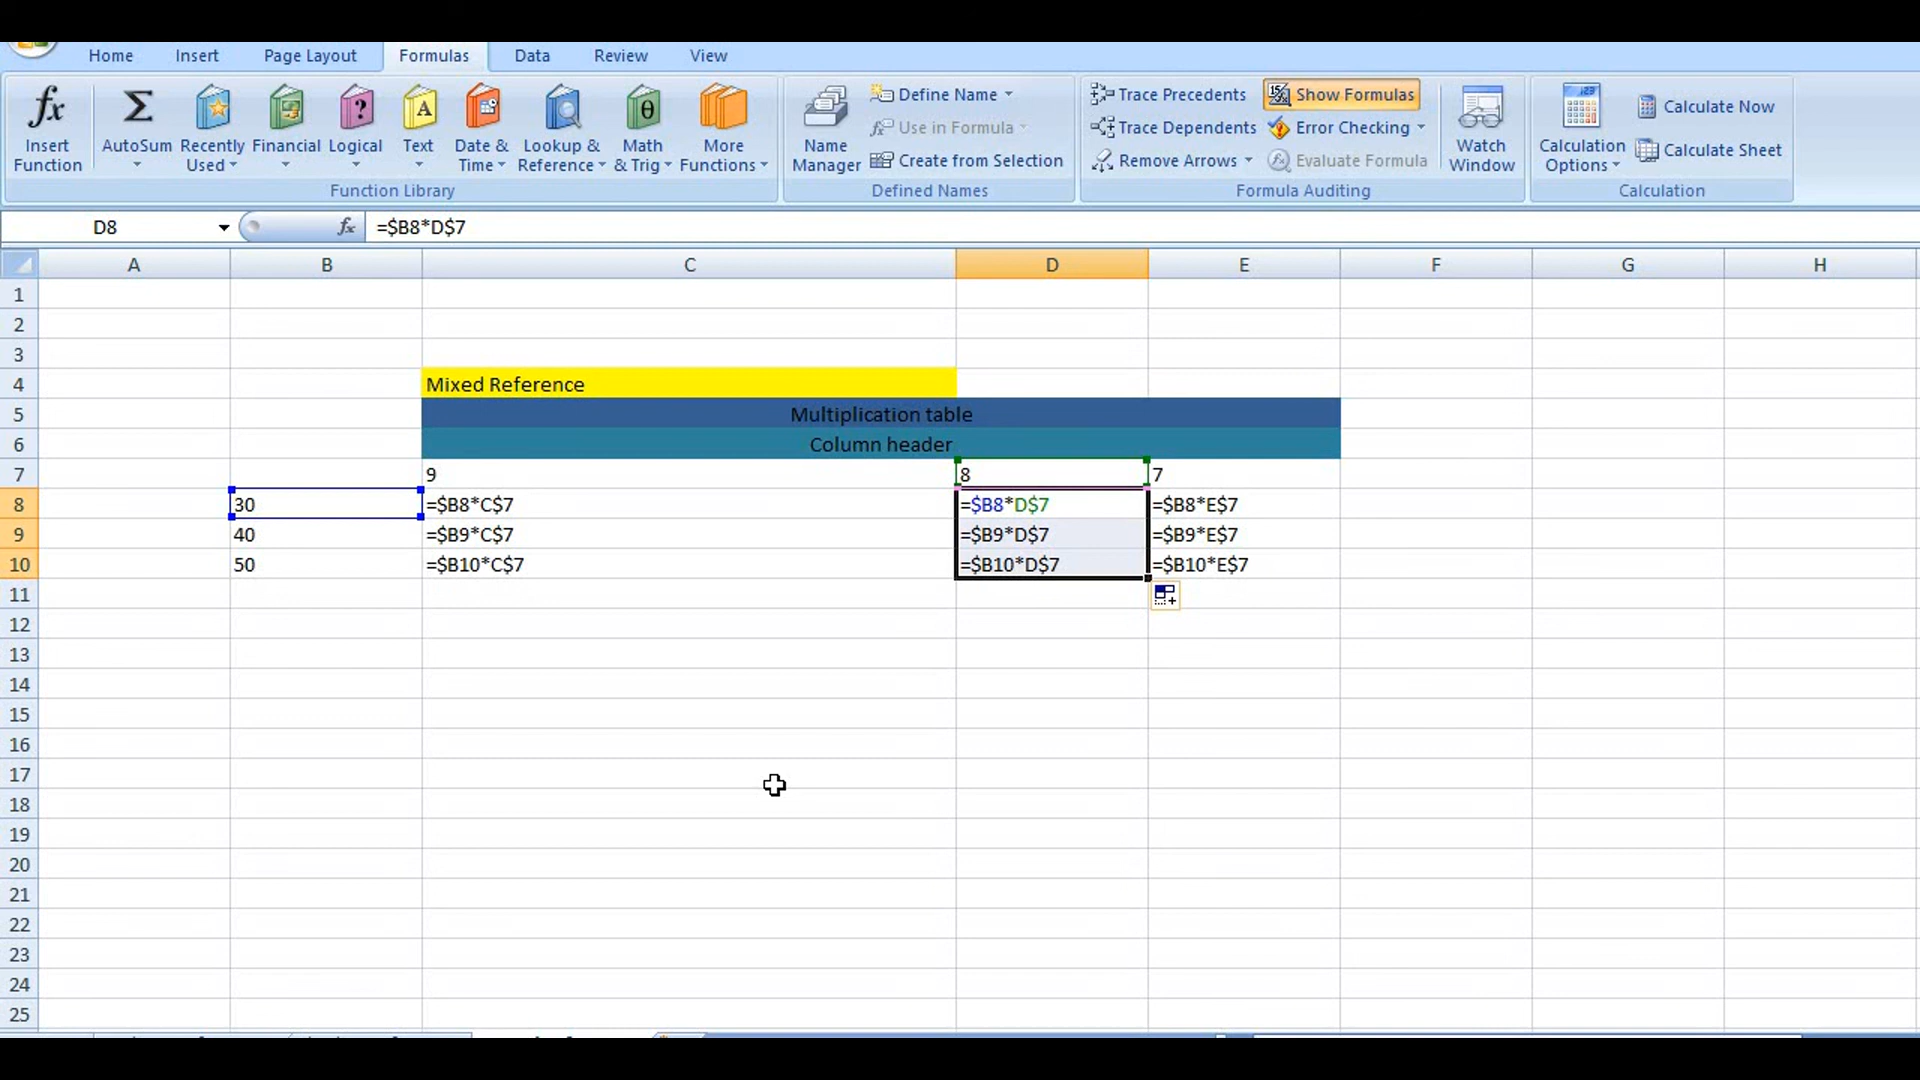 Home Insert Page Layout Formulas Data Review View
Insert Function
AutoSum
Recently Used
Financial
Logical
Text
Date & Time
Lookup & Reference
Math & Trig
More Functions
Function Library
Name Manager
Define Name
Use in Formula
Create from Selection
Defined Names
Trace Precedents
Trace Dependents
Remove Arrows
Show Formulas
Error Checking
Evaluate Formula
Formula Auditing
Watch Window
Calculation Options
Calculate Now
Calculate Sheet
Calculation
D8 fx =$B8*D$7
A B C D E F G H
1
2
3
4 Mixed Reference
5 Multiplication table
6 Column header
7 9 8 7
8 30 =$B8*C$7 =$B8*D$7 =$B8*E$7
9 40 =$B9*C$7 =$B9*D$7 =$B9*E$7
10 50 =$B10*C$7 =$B10*D$7 =$B10*E$7
11
12
13
14
15
16
17
18
19
20
21
22
23
24
25